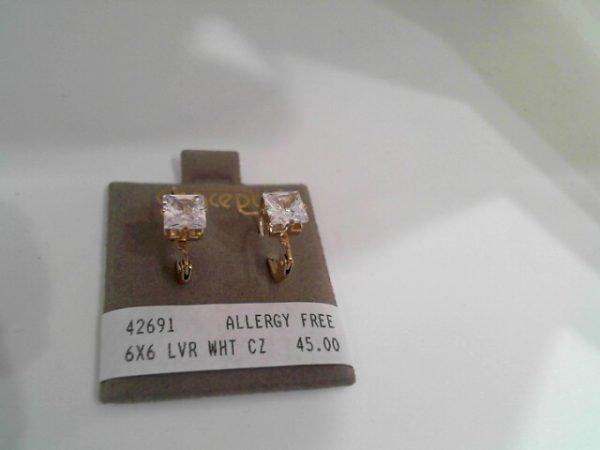 42691 ALLERGY FREE
6X6 LVR WHT CZ 45.00